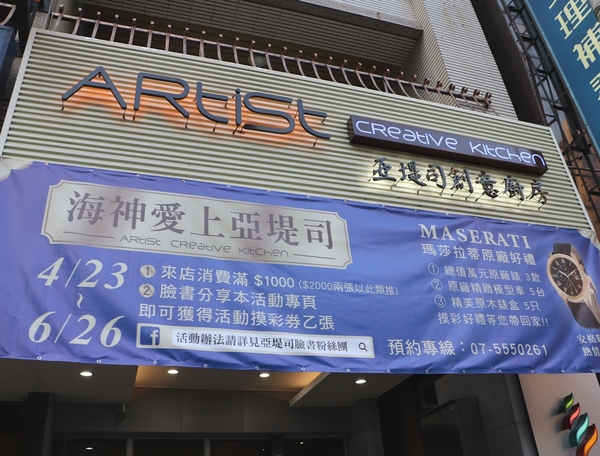 ARtiSt
CReative KitcHen
亞堤司創意廚房
海神愛上亞堤司
ARtiSt CReative KitcHen
4/23
~
6/26
1 來店消費滿 $1000 ($2000兩張以此類推)
2 臉書分享本活動專頁
即可獲得活動摸彩券乙張
f 活動辦法請詳見亞堤司臉書粉絲團
MASERATI
瑪莎拉蒂原廠好禮
① 總值萬元原廠錶 3款
② 原廠精緻模型車 5台
③ 精美原木錶盒 5只
摸彩好禮等您帶回家!!
預約專線：07-5550261
理補